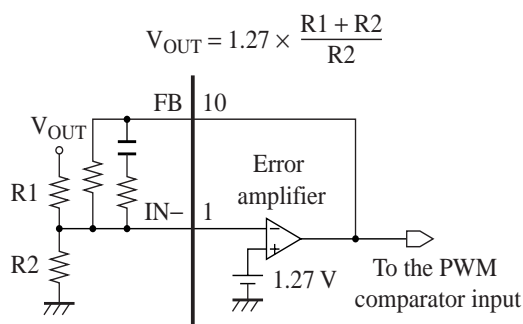 VOUT = 1.27 × (R1 + R2) / R2
FB 10
VOUT
R1
Error
amplifier
IN– 1
−
+
R2
1.27 V
To the PWM
comparator input